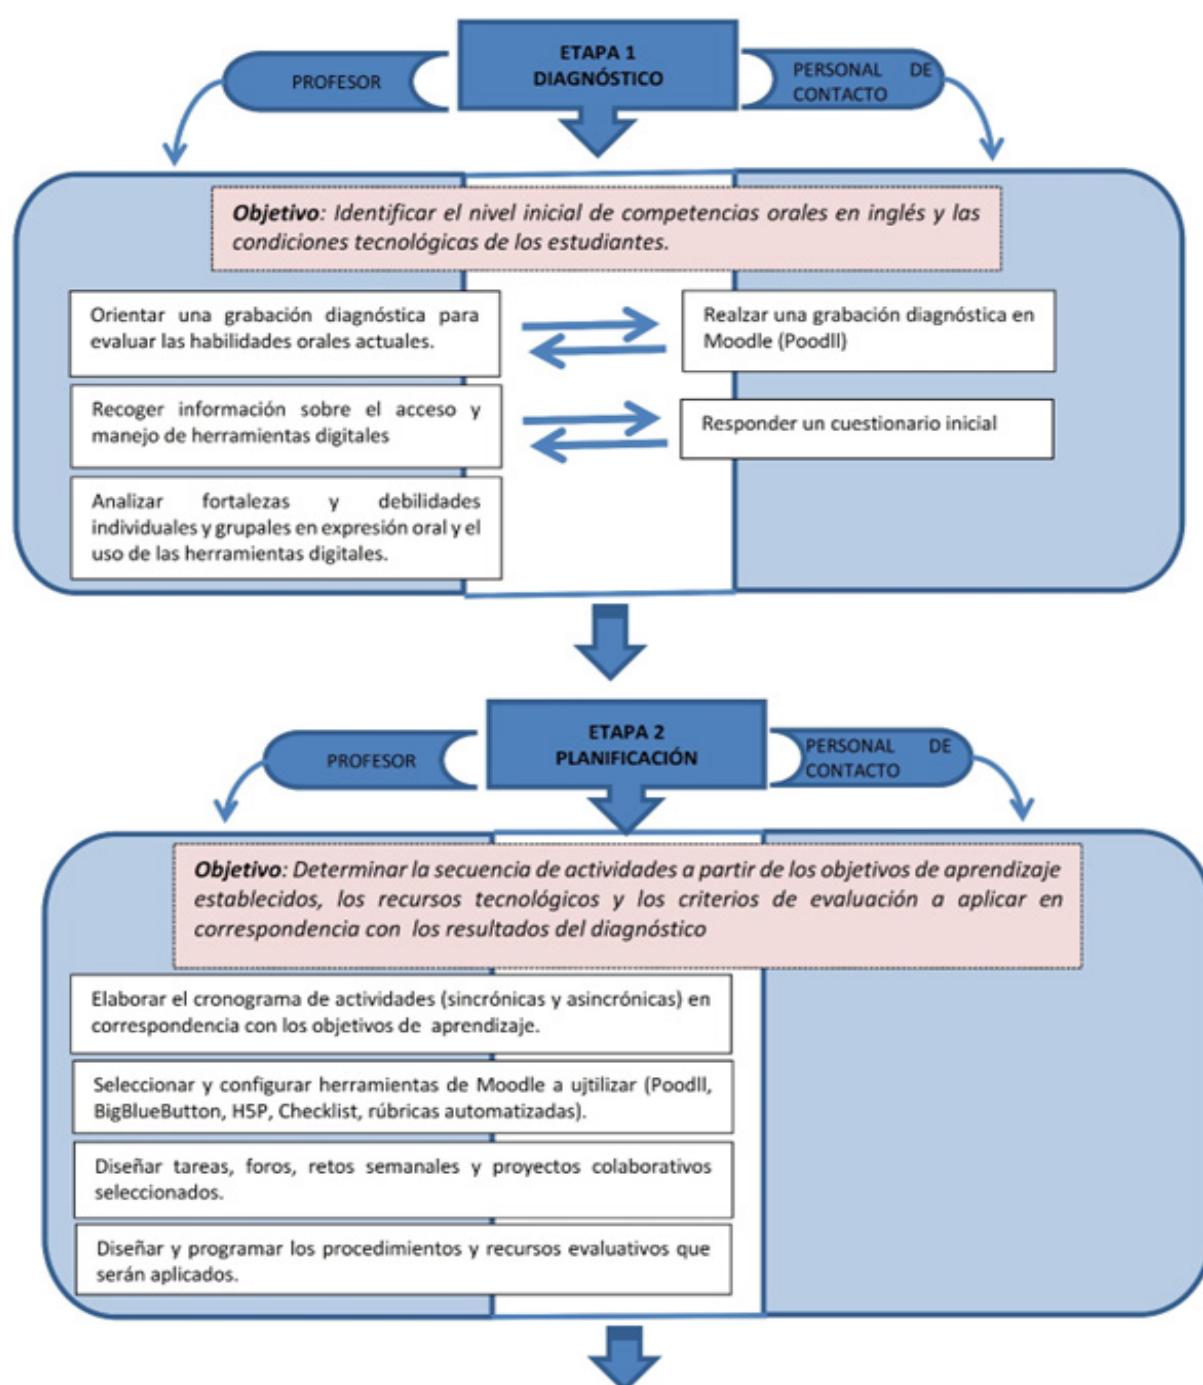 ETAPA 1
DIAGNÓSTICO
PROFESOR
PERSONAL DE
CONTACTO
Objetivo: Identificar el nivel inicial de competencias orales en inglés y las
condiciones tecnológicas de los estudiantes.
Orientar una grabación diagnóstica para
evaluar las habilidades orales actuales.
Realzar una grabación diagnóstica en
Moodle (Poodll)
Recoger información sobre el acceso y
manejo de herramientas digitales
Responder un cuestionario inicial
Analizar fortalezas y debilidades
individuales y grupales en expresión oral y el
uso de las herramientas digitales.
ETAPA 2
PLANIFICACIÓN
PROFESOR
PERSONAL DE
CONTACTO
Objetivo: Determinar la secuencia de actividades a partir de los objetivos de aprendizaje
establecidos, los recursos tecnológicos y los criterios de evaluación a aplicar en
correspondencia con los resultados del diagnóstico
Elaborar el cronograma de actividades (sincrónicas y asincrónicas) en
correspondencia con los objetivos de aprendizaje.
Seleccionar y configurar herramientas de Moodle a ujtilizar (Poodll,
BigBlueButton, H5P, Checklist, rúbricas automatizadas).
Diseñar tareas, foros, retos semanales y proyectos colaborativos
seleccionados.
Diseñar y programar los procedimientos y recursos evaluativos que
serán aplicados.